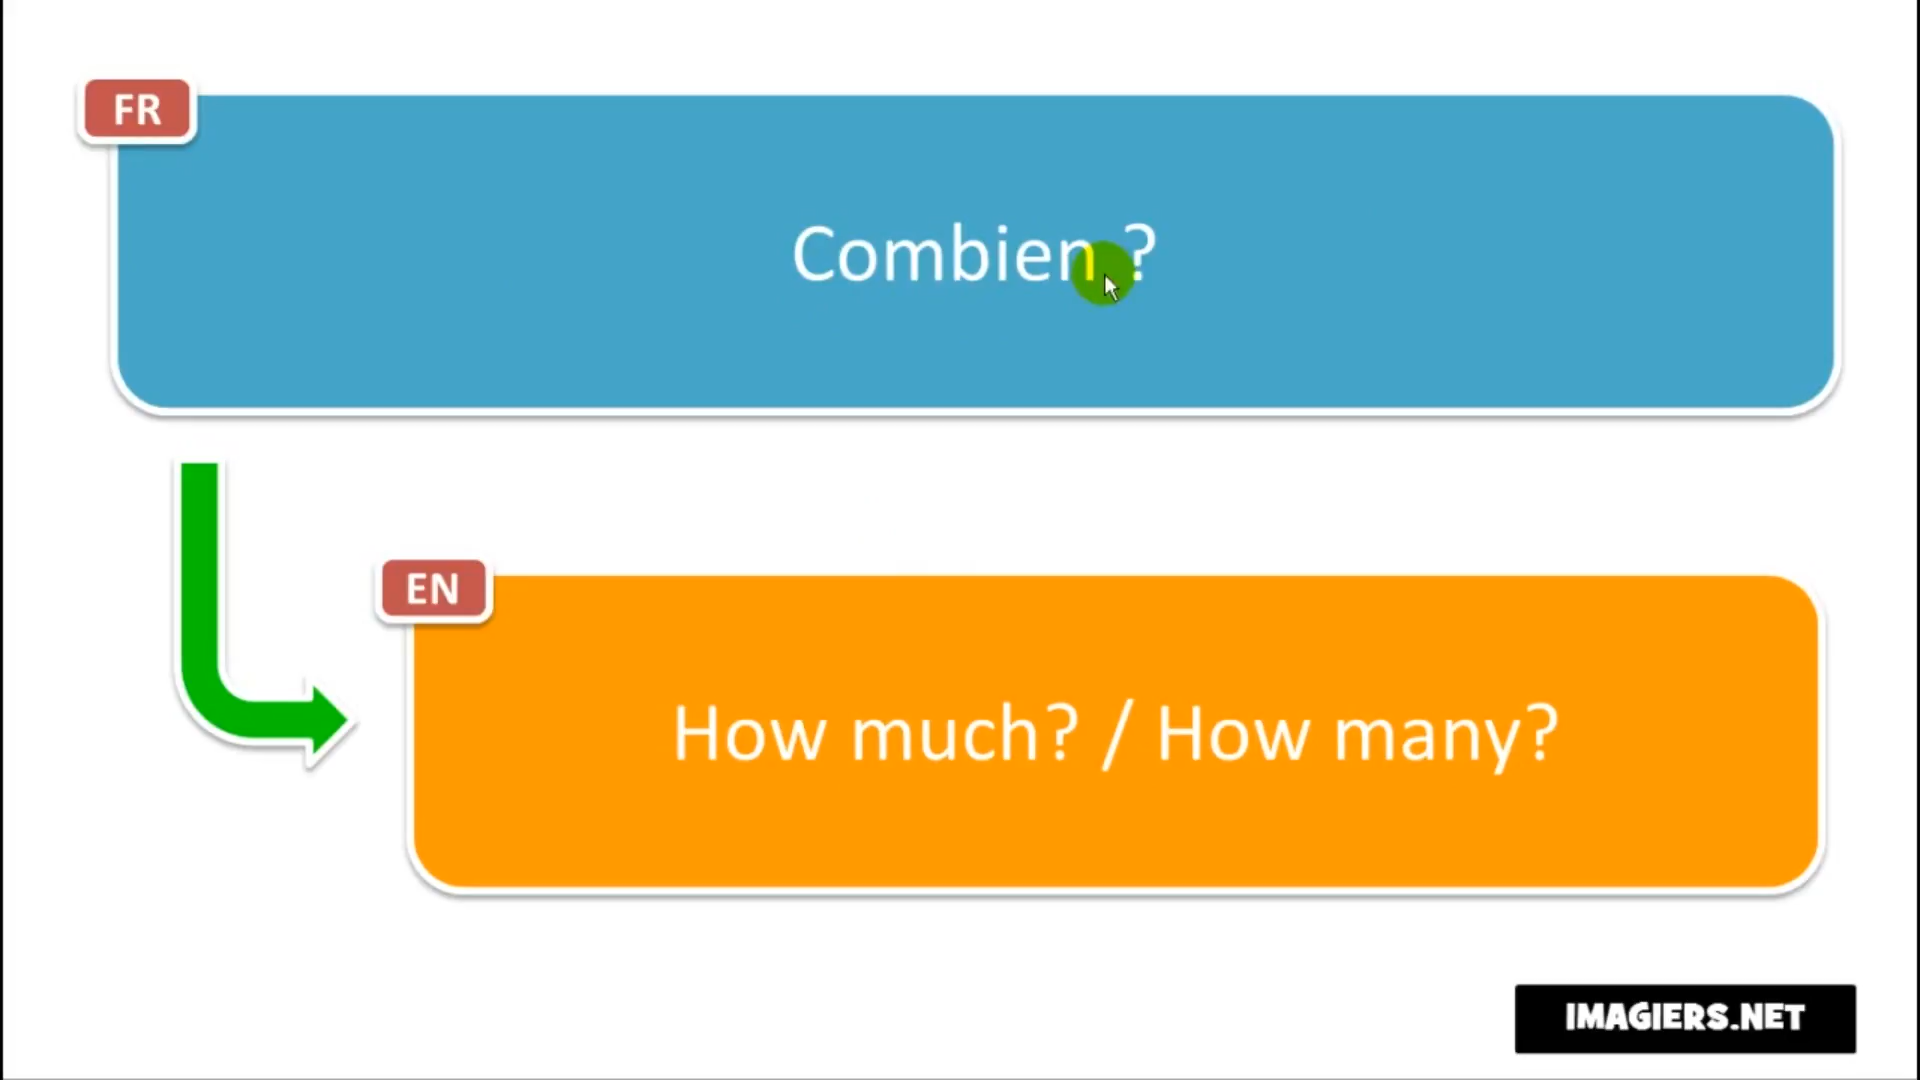 FR
Combien ?
EN
How much? / How many?
IMAGIERS.NET